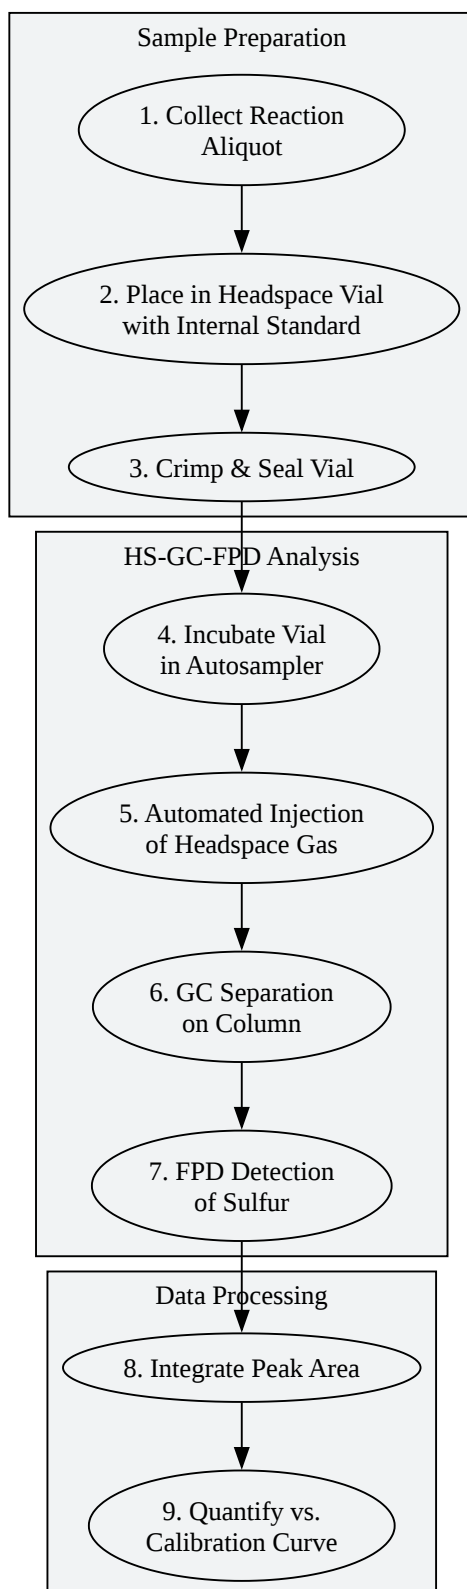 Sample Preparation
1. Collect Reaction
Aliquot
2. Place in Headspace Vial
with Internal Standard
3. Crimp & Seal Vial
HS-GC-FPD Analysis
4. Incubate Vial
in Autosampler
5. Automated Injection
of Headspace Gas
6. GC Separation
on Column
7. FPD Detection
of Sulfur
Data Processing
8. Integrate Peak Area
9. Quantify vs.
Calibration Curve